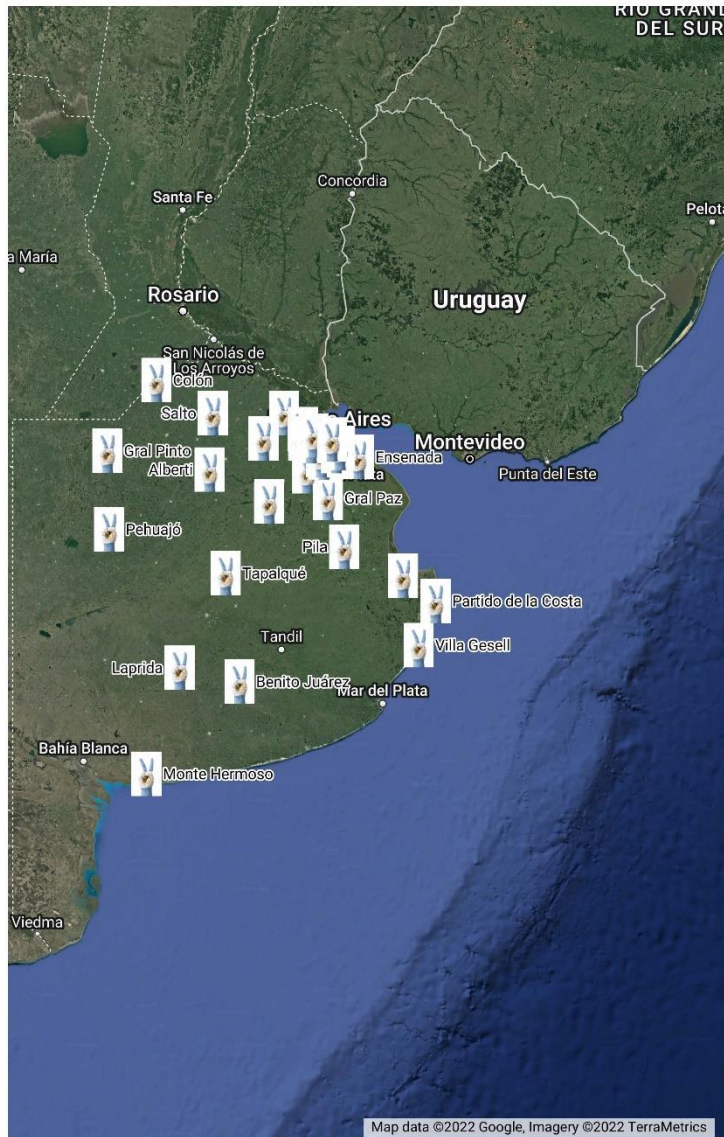 RIO GRAN
DEL SUR
Concordia
Santa Fe
Pelota
a María
Rosario
Uruguay
San Nicolás de
Los Arroyos
Colón
Salto
Aires
Montevideo
Gral Pinto
Ensenada
Alberti
Punta del Este
Gral Paz
Pehuajó
Pila
Tapalqué
Partido de la Costa
Tandil
Villa Gesell
Laprida
Benito Juárez
Mar del Plata
Bahía Blanca
Monte Hermoso
Viedma
Map data ©2022 Google, Imagery ©2022 TerraMetrics